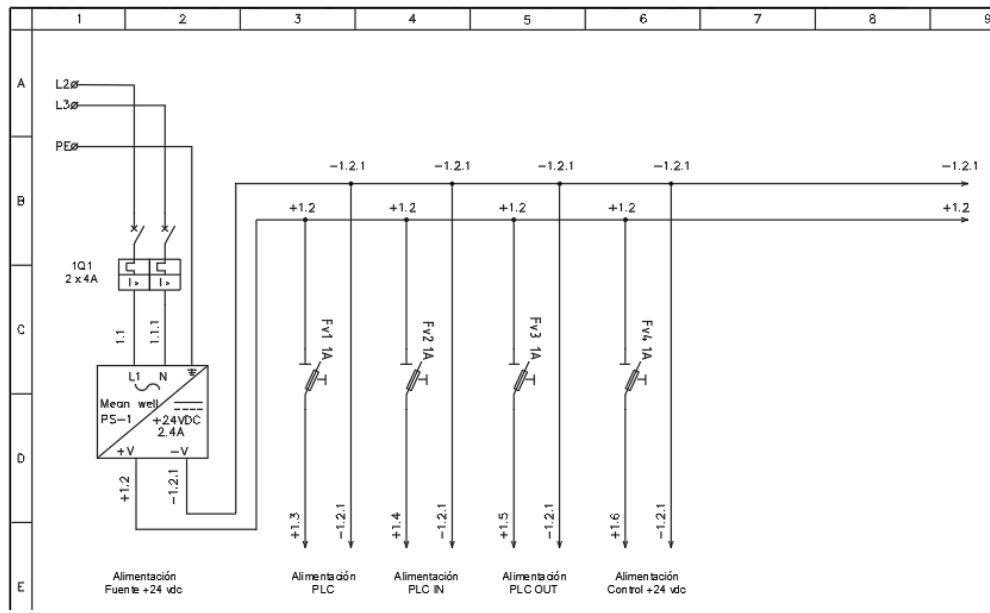 1 2 3 4 5 6 7 8 9
A
L2
L3
PE
-1.2.1 -1.2.1 -1.2.1 -1.2.1 -1.2.1
B
+1.2 +1.2 +1.2 +1.2 +1.2
1Q1
2 x 4A
I> I>
C
1.1 1.1.1
Fv1 1A Fv2 1A Fv3 1A Fv4 1A
L1 N
Mean well
PS-1
+24VDC
2.4A
D
+V -V
+1.2 -1.2.1
+1.3 -1.2.1 +1.4 -1.2.1 +1.5 -1.2.1 +1.6 -1.2.1
E
Alimentación
Fuente +24 vdc
Alimentación
PLC
Alimentación
PLC IN
Alimentación
PLC OUT
Alimentación
Control +24 vdc